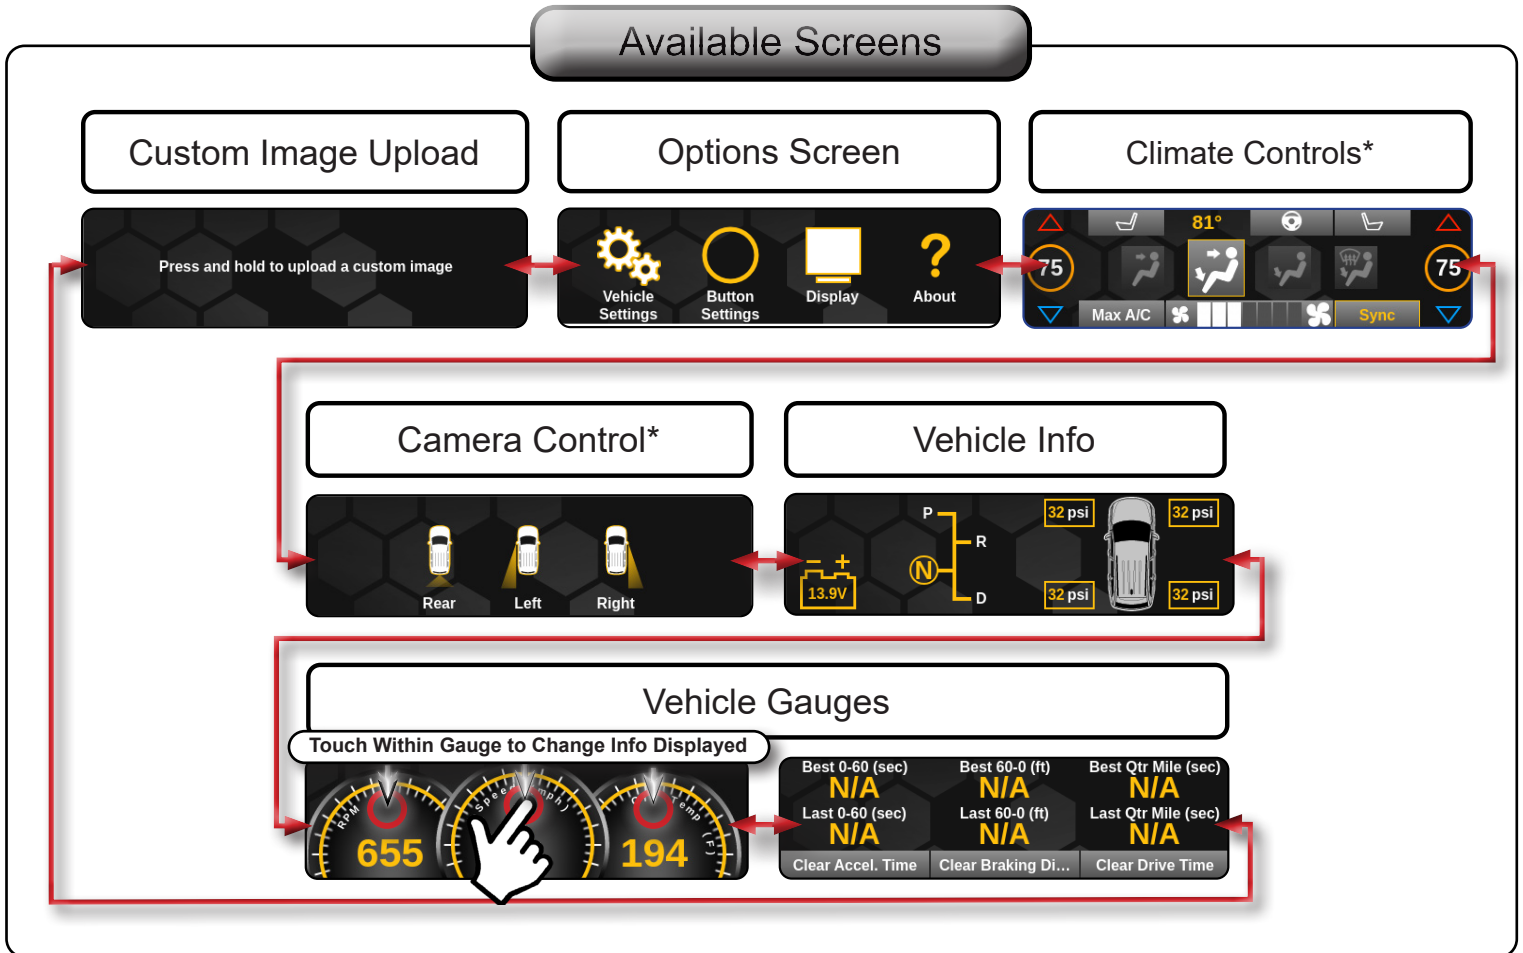 Available Screens
Custom Image Upload
Options Screen
Climate Controls*
Press and hold to upload a custom image
Vehicle
Settings
Button
Settings
Display
?
About
81°
75
75
Max A/C
Sync
Camera Control*
Vehicle Info
Rear
Left
Right
- +
13.9V
P
R
N
D
32 psi
32 psi
32 psi
32 psi
Vehicle Gauges
Touch Within Gauge to Change Info Displayed
RPM
655
Speed mph)
Temp (F)
194
Best 0-60 (sec)
N/A
Best 60-0 (ft)
N/A
Best Qtr Mile (sec)
N/A
Last 0-60 (sec)
N/A
Last 60-0 (ft)
N/A
Last Qtr Mile (sec)
N/A
Clear Accel. Time
Clear Braking Di...
Clear Drive Time